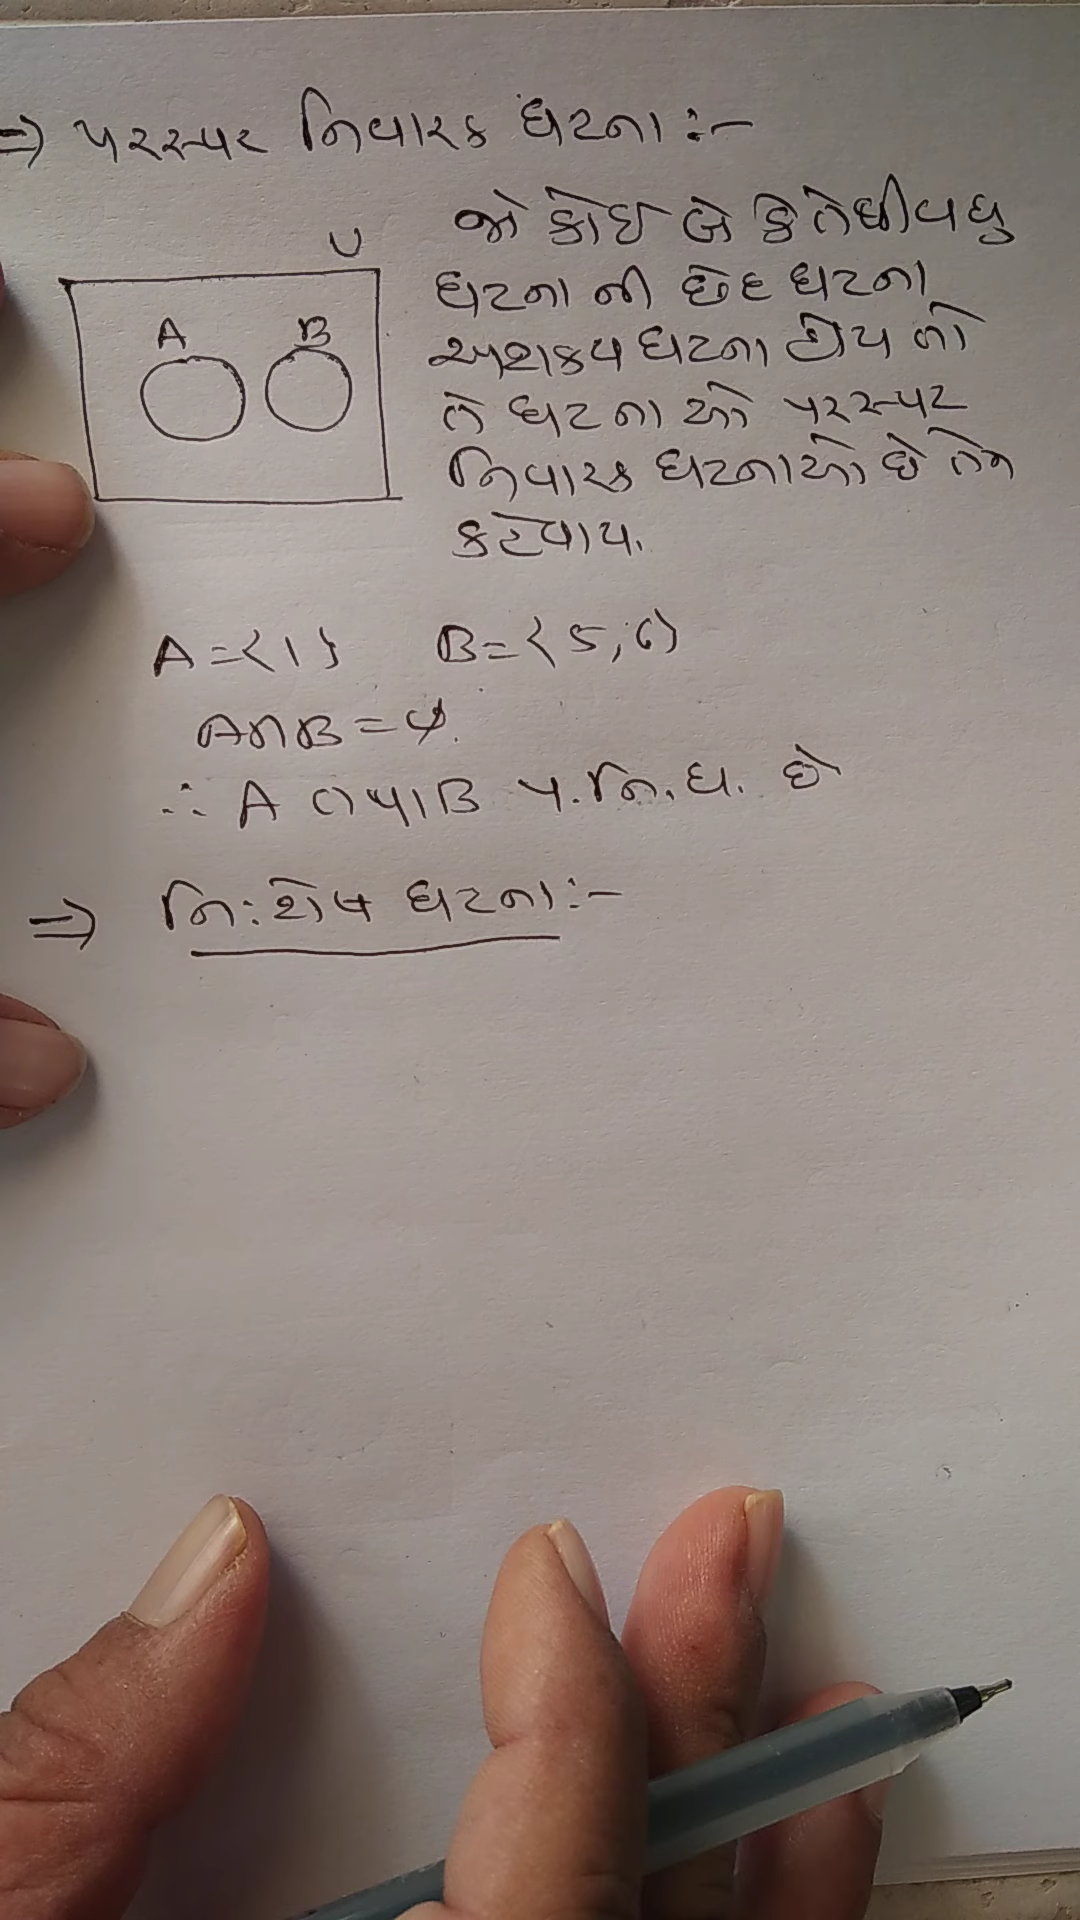 ⇒ પરસ્પર નિવારક ઘટના :-
જો કોઈ બે કે તેથી વધુ
ઘટના ની છેદ ઘટના
અશક્ય ઘટના હોય તો
તે ઘટના ઓ પરસ્પર
નિવારક ઘટનાઓ છે તેમ
કહેવાય.
U
A B
A={1} B={5,6}
A∩B=φ.
∴ A તથા B પ.નિ.ઘ. છે
⇒ નિ:શેષ ઘટના:-